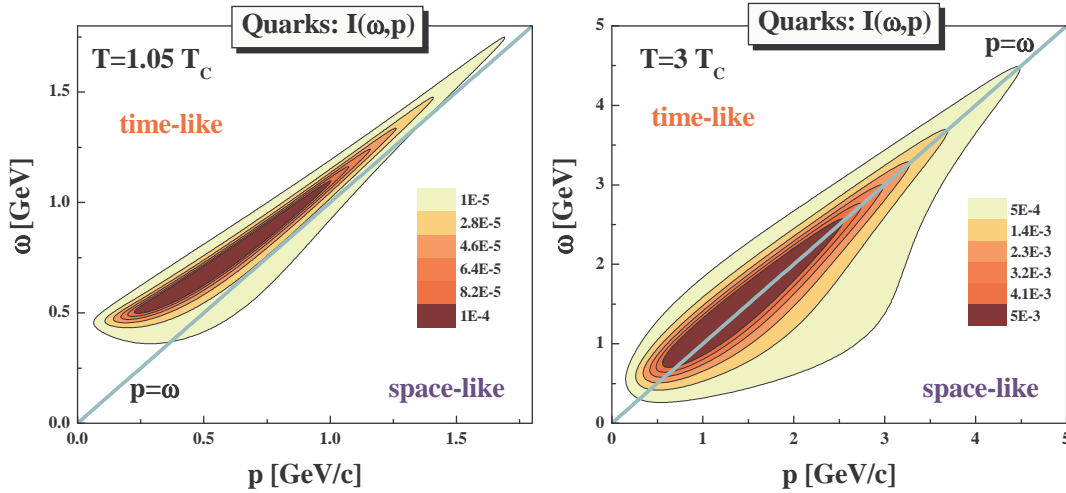 Quarks: I(ω,p)
T=1.05 T_C
time-like
1E-5
2.8E-5
4.6E-5
6.4E-5
8.2E-5
1E-4
p=ω
space-like
ω [GeV]
1.5
1.0
0.5
0.0
0.0 0.5 1.0 1.5
p [GeV/c]
Quarks: I(ω,p)
p=ω
T=3 T_C
time-like
5E-4
1.4E-3
2.3E-3
3.2E-3
4.1E-3
5E-3
space-like
ω [GeV]
5
4
3
2
1
0
0 1 2 3 4 5
p [GeV/c]